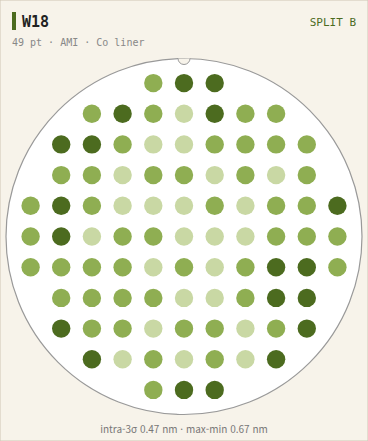 W18
SPLIT B
49 pt · AMI · Co liner
intra-3σ 0.47 nm · max-min 0.67 nm